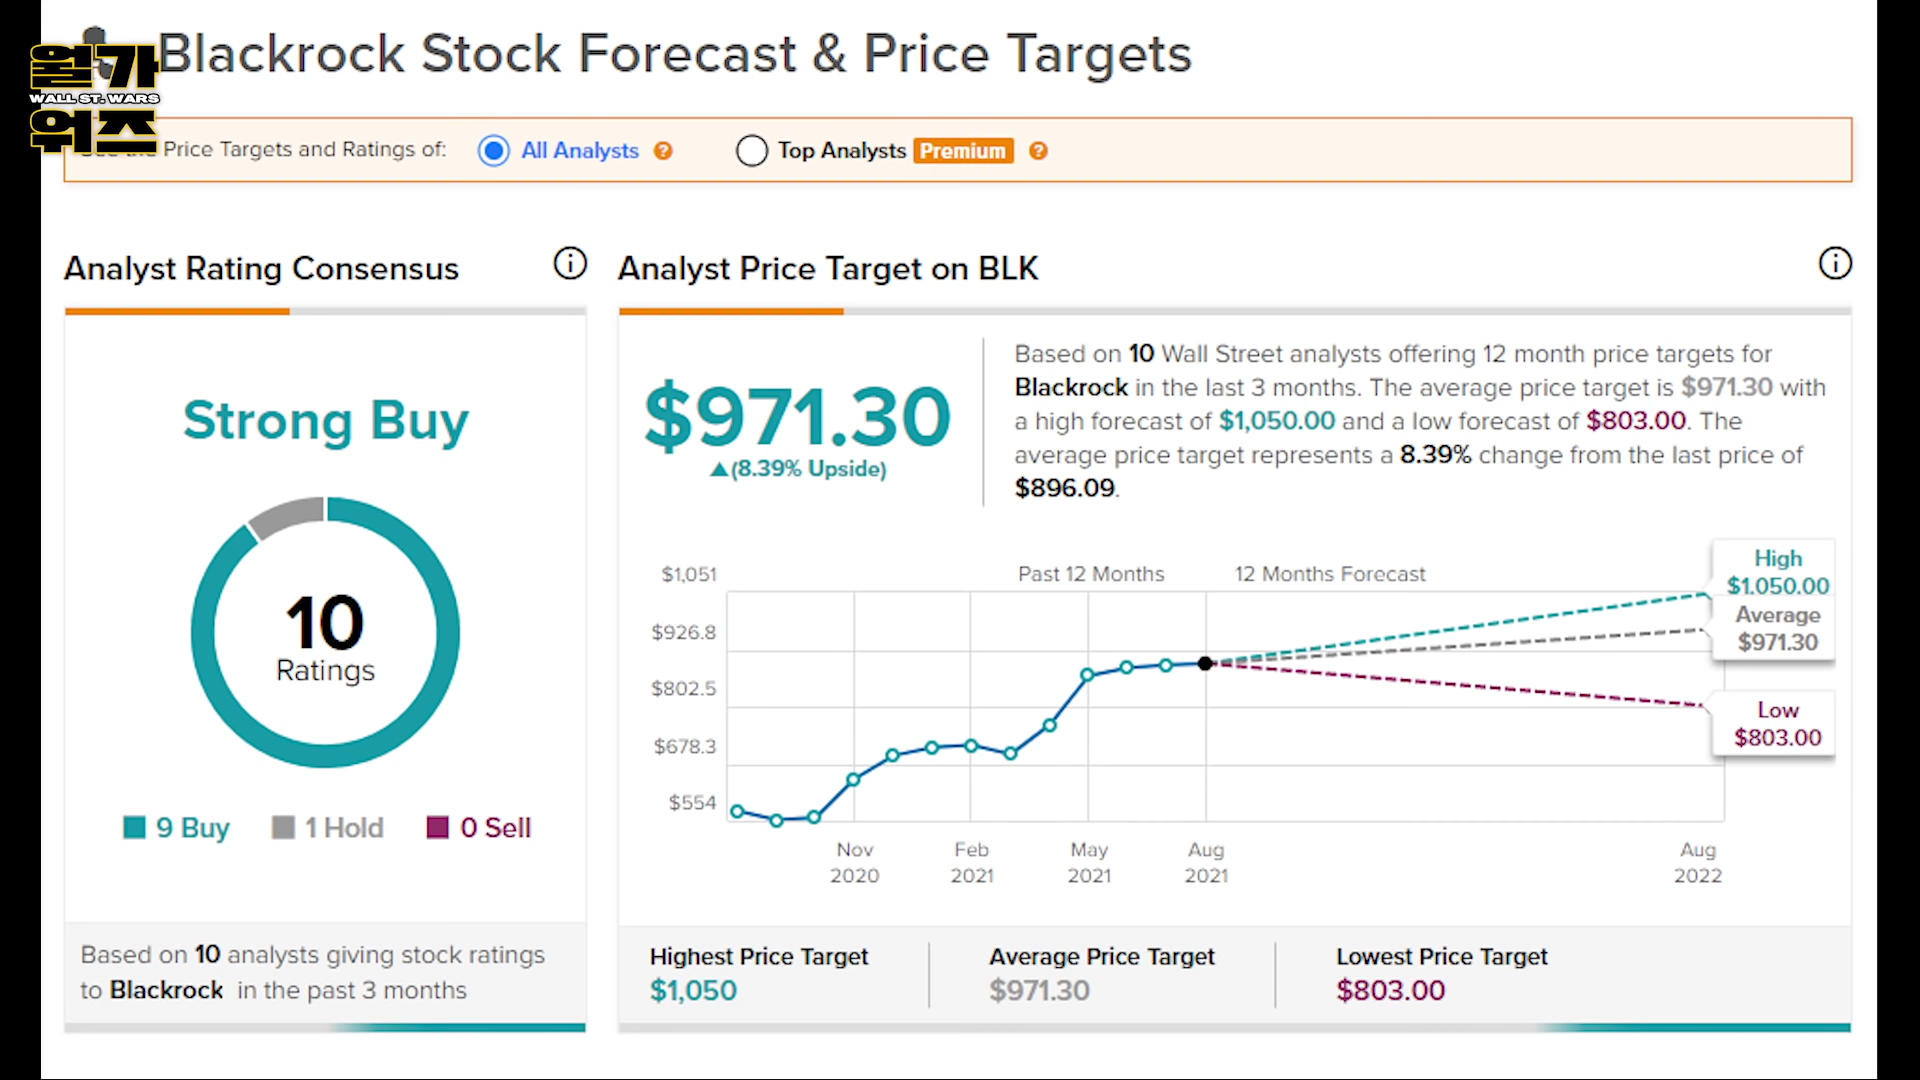 월가
WALL ST. WARS
워즈
Blackrock Stock Forecast & Price Targets
Price Targets and Ratings of:
All Analysts ?
Top Analysts Premium ?
Analyst Rating Consensus
Strong Buy
10
Ratings
9 Buy
1 Hold
0 Sell
Based on 10 analysts giving stock ratings
to Blackrock in the past 3 months
Analyst Price Target on BLK
$971.30
▲(8.39% Upside)
Based on 10 Wall Street analysts offering 12 month price targets for
Blackrock in the last 3 months. The average price target is $971.30 with
a high forecast of $1,050.00 and a low forecast of $803.00. The
average price target represents a 8.39% change from the last price of
$896.09.
Past 12 Months
12 Months Forecast
$1,051
$926.8
$802.5
$678.3
$554
High
$1,050.00
Average
$971.30
Low
$803.00
Nov
2020
Feb
2021
May
2021
Aug
2021
Aug
2022
Highest Price Target
$1,050
Average Price Target
$971.30
Lowest Price Target
$803.00